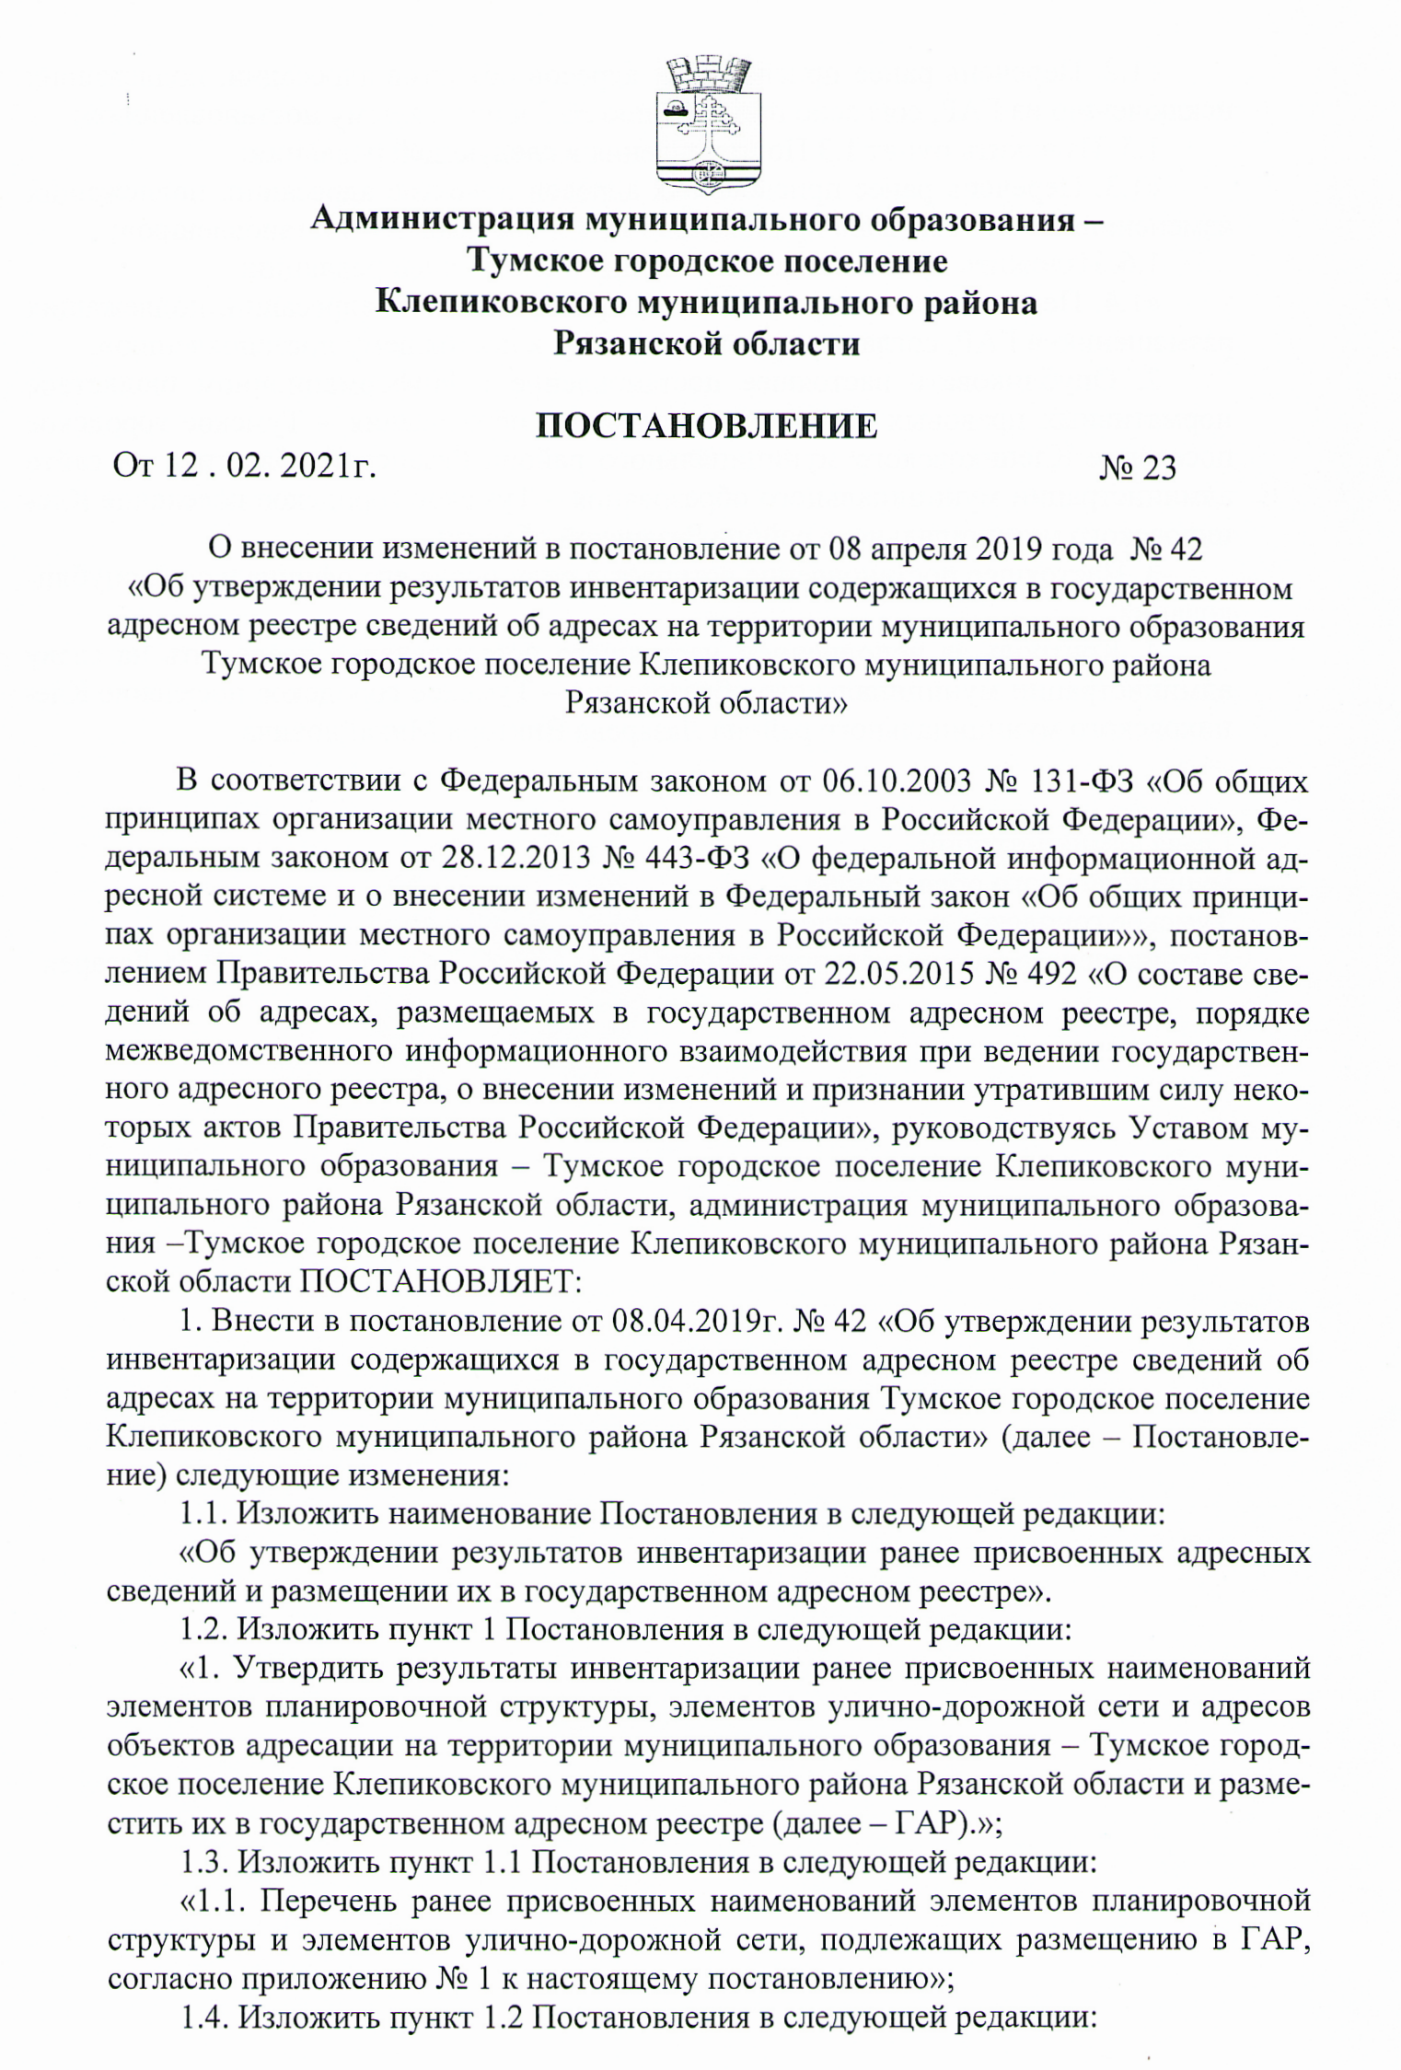 Администрация муниципального образования –
Тумское городское поселение
Клепиковского муниципального района
Рязанской области
ПОСТАНОВЛЕНИЕ
От 12 . 02. 2021г. № 23
О внесении изменений в постановление от 08 апреля 2019 года № 42
«Об утверждении результатов инвентаризации содержащихся в государственном
адресном реестре сведений об адресах на территории муниципального образования
Тумское городское поселение Клепиковского муниципального района
Рязанской области»
В соответствии с Федеральным законом от 06.10.2003 № 131-ФЗ «Об общих
принципах организации местного самоуправления в Российской Федерации», Фе-
деральным законом от 28.12.2013 № 443-ФЗ «О федеральной информационной ад-
ресной системе и о внесении изменений в Федеральный закон «Об общих принци-
пах организации местного самоуправления в Российской Федерации»», постанов-
лением Правительства Российской Федерации от 22.05.2015 № 492 «О составе све-
дений об адресах, размещаемых в государственном адресном реестре, порядке
межведомственного информационного взаимодействия при ведении государствен-
ного адресного реестра, о внесении изменений и признании утратившим силу неко-
торых актов Правительства Российской Федерации», руководствуясь Уставом му-
ниципального образования – Тумское городское поселение Клепиковского муни-
ципального района Рязанской области, администрация муниципального образова-
ния –Тумское городское поселение Клепиковского муниципального района Рязан-
ской области ПОСТАНОВЛЯЕТ:
1. Внести в постановление от 08.04.2019г. № 42 «Об утверждении результатов
инвентаризации содержащихся в государственном адресном реестре сведений об
адресах на территории муниципального образования Тумское городское поселение
Клепиковского муниципального района Рязанской области» (далее – Постановле-
ние) следующие изменения:
1.1. Изложить наименование Постановления в следующей редакции:
«Об утверждении результатов инвентаризации ранее присвоенных адресных
сведений и размещении их в государственном адресном реестре».
1.2. Изложить пункт 1 Постановления в следующей редакции:
«1. Утвердить результаты инвентаризации ранее присвоенных наименований
элементов планировочной структуры, элементов улично-дорожной сети и адресов
объектов адресации на территории муниципального образования – Тумское город-
ское поселение Клепиковского муниципального района Рязанской области и разме-
стить их в государственном адресном реестре (далее – ГАР).»;
1.3. Изложить пункт 1.1 Постановления в следующей редакции:
«1.1. Перечень ранее присвоенных наименований элементов планировочной
структуры и элементов улично-дорожной сети, подлежащих размещению в ГАР,
согласно приложению № 1 к настоящему постановлению»;
1.4. Изложить пункт 1.2 Постановления в следующей редакции: